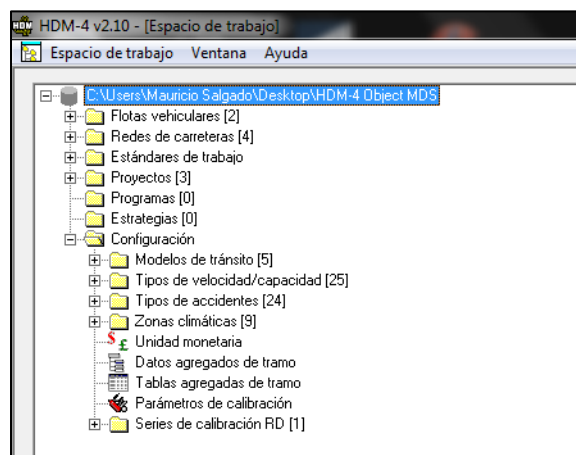 HDM-4 v2.10 - [Espacio de trabajo]
Espacio de trabajo Ventana Ayuda
C:\Users\Mauricio Salgado\Desktop\HDM-4 Object MDS
Flotas vehiculares [2]
Redes de carreteras [4]
Estándares de trabajo
Proyectos [3]
Programas [0]
Estrategias [0]
Configuración
Modelos de tránsito [5]
Tipos de velocidad/capacidad [25]
Tipos de accidentes [24]
Zonas climáticas [9]
Unidad monetaria
Datos agregados de tramo
Tablas agregadas de tramo
Parámetros de calibración
Series de calibración RD [1]